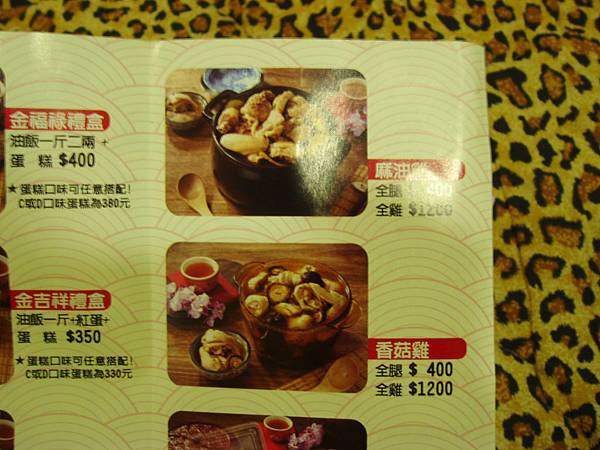 金福祿禮盒
油飯一斤二兩+
蛋 糕 $400
★蛋糕口味可任意搭配!
C或D口味蛋糕為380元
麻油雞
全腿 $ 400
全雞 $1200
金吉祥禮盒
油飯一斤+紅蛋+
蛋 糕 $350
★蛋糕口味可任意搭配!
C或D口味蛋糕為330元
香菇雞
全腿 $ 400
全雞 $1200